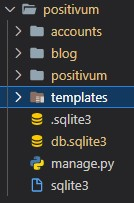 positivum
accounts
blog
positivum
templates
.sqlite3
db.sqlite3
manage.py
sqlite3